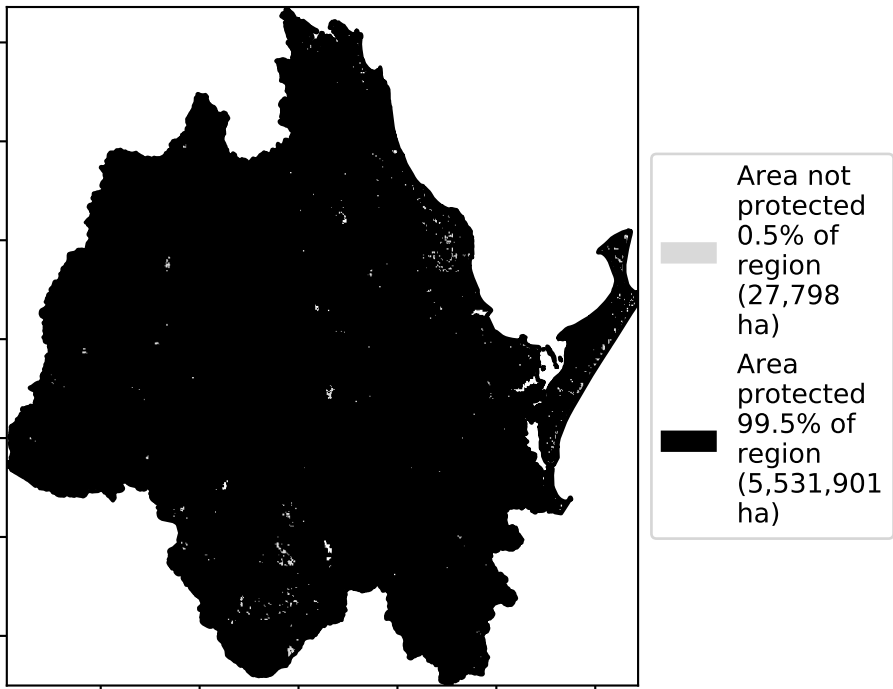 Area not
protected
0.5% of
region
(27,798
ha)
Area
protected
99.5% of
region
(5,531,901
ha)